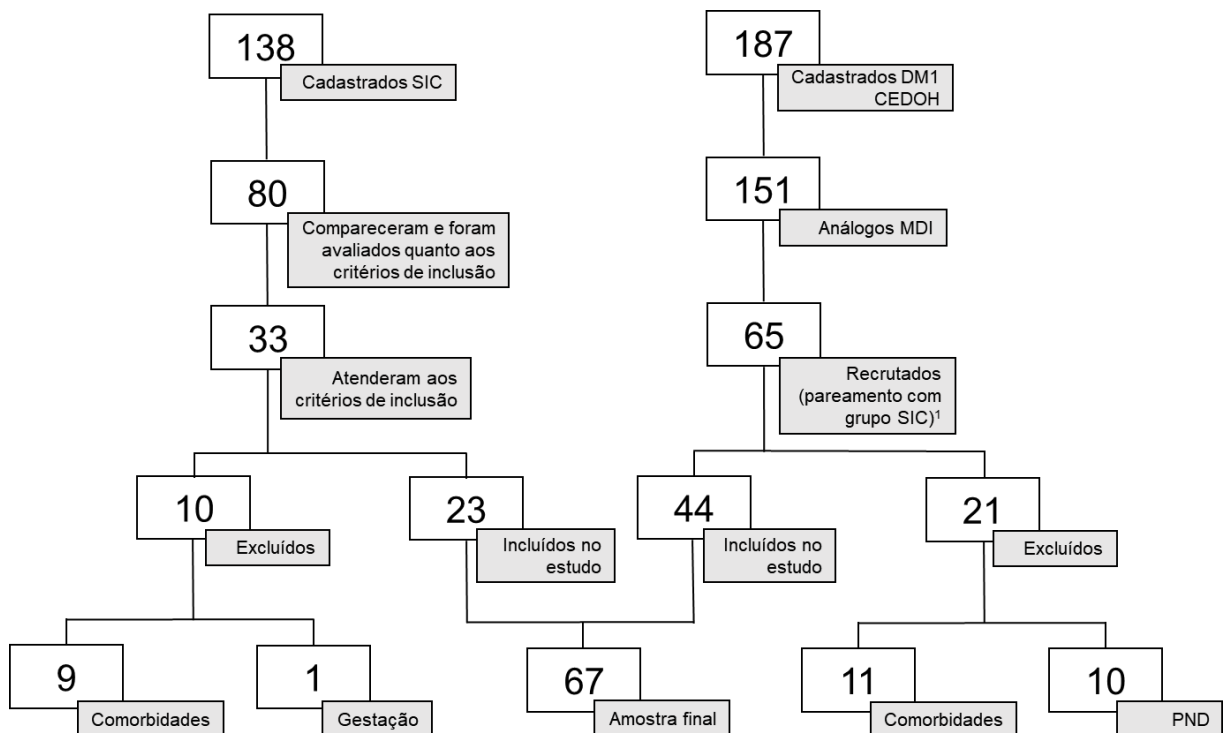 138
Cadastrados SIC
187
Cadastrados DM1
CEDOH
80
Compareceram e foram
avaliados quanto aos
critérios de inclusão
151
Análogos MDI
33
Atenderam aos
critérios de inclusão
65
Recrutados
(pareamento com
grupo SIC)¹
10
Excluídos
23
Incluídos no
estudo
44
Incluídos no
estudo
21
Excluídos
9
Comorbidades
1
Gestação
67
Amostra final
11
Comorbidades
10
PND